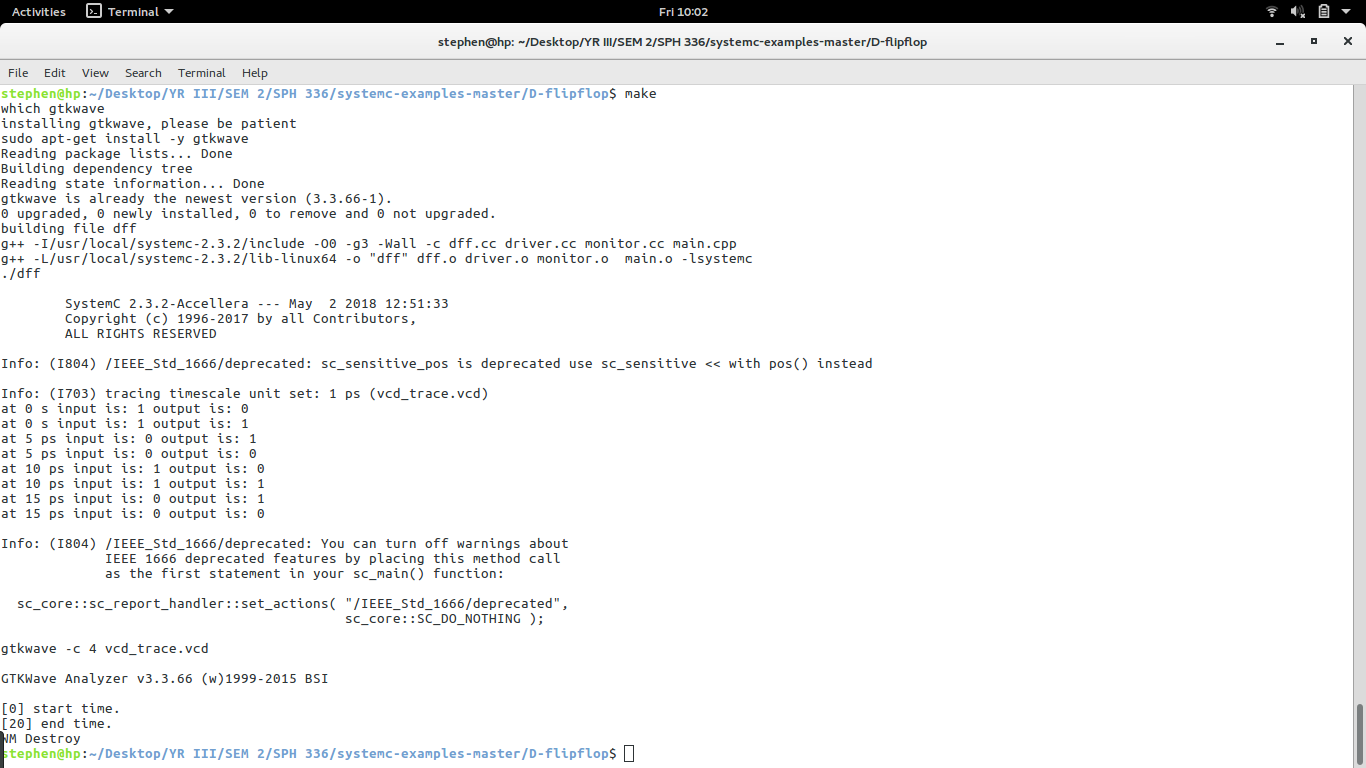 Activities Terminal Fri 10:02
stephen@hp: ~/Desktop/YR III/SEM 2/SPH 336/systemc-examples-master/D-flipflop
File Edit View Search Terminal Help
stephen@hp:~/Desktop/YR III/SEM 2/SPH 336/systemc-examples-master/D-flipflop$ make
which gtkwave
installing gtkwave, please be patient
sudo apt-get install -y gtkwave
Reading package lists... Done
Building dependency tree
Reading state information... Done
gtkwave is already the newest version (3.3.66-1).
0 upgraded, 0 newly installed, 0 to remove and 0 not upgraded.
building file dff
g++ -I/usr/local/systemc-2.3.2/include -O0 -g3 -Wall -c dff.cc driver.cc monitor.cc main.cpp
g++ -L/usr/local/systemc-2.3.2/lib-linux64 -o "dff" dff.o driver.o monitor.o  main.o -lsystemc
./dff
SystemC 2.3.2-Accellera --- May  2 2018 12:51:33
Copyright (c) 1996-2017 by all Contributors,
ALL RIGHTS RESERVED
Info: (I804) /IEEE_Std_1666/deprecated: sc_sensitive_pos is deprecated use sc_sensitive << with pos() instead
Info: (I703) tracing timescale unit set: 1 ps (vcd_trace.vcd)
at 0 s input is: 1 output is: 0
at 0 s input is: 1 output is: 1
at 5 ps input is: 0 output is: 1
at 5 ps input is: 0 output is: 0
at 10 ps input is: 1 output is: 0
at 10 ps input is: 1 output is: 1
at 15 ps input is: 0 output is: 1
at 15 ps input is: 0 output is: 0
Info: (I804) /IEEE_Std_1666/deprecated: You can turn off warnings about
IEEE 1666 deprecated features by placing this method call
as the first statement in your sc_main() function:
sc_core::sc_report_handler::set_actions( "/IEEE_Std_1666/deprecated",
sc_core::SC_DO_NOTHING );
gtkwave -c 4 vcd_trace.vcd
GTKWave Analyzer v3.3.66 (w)1999-2015 BSI
[0] start time.
[20] end time.
WM Destroy
stephen@hp:~/Desktop/YR III/SEM 2/SPH 336/systemc-examples-master/D-flipflop$